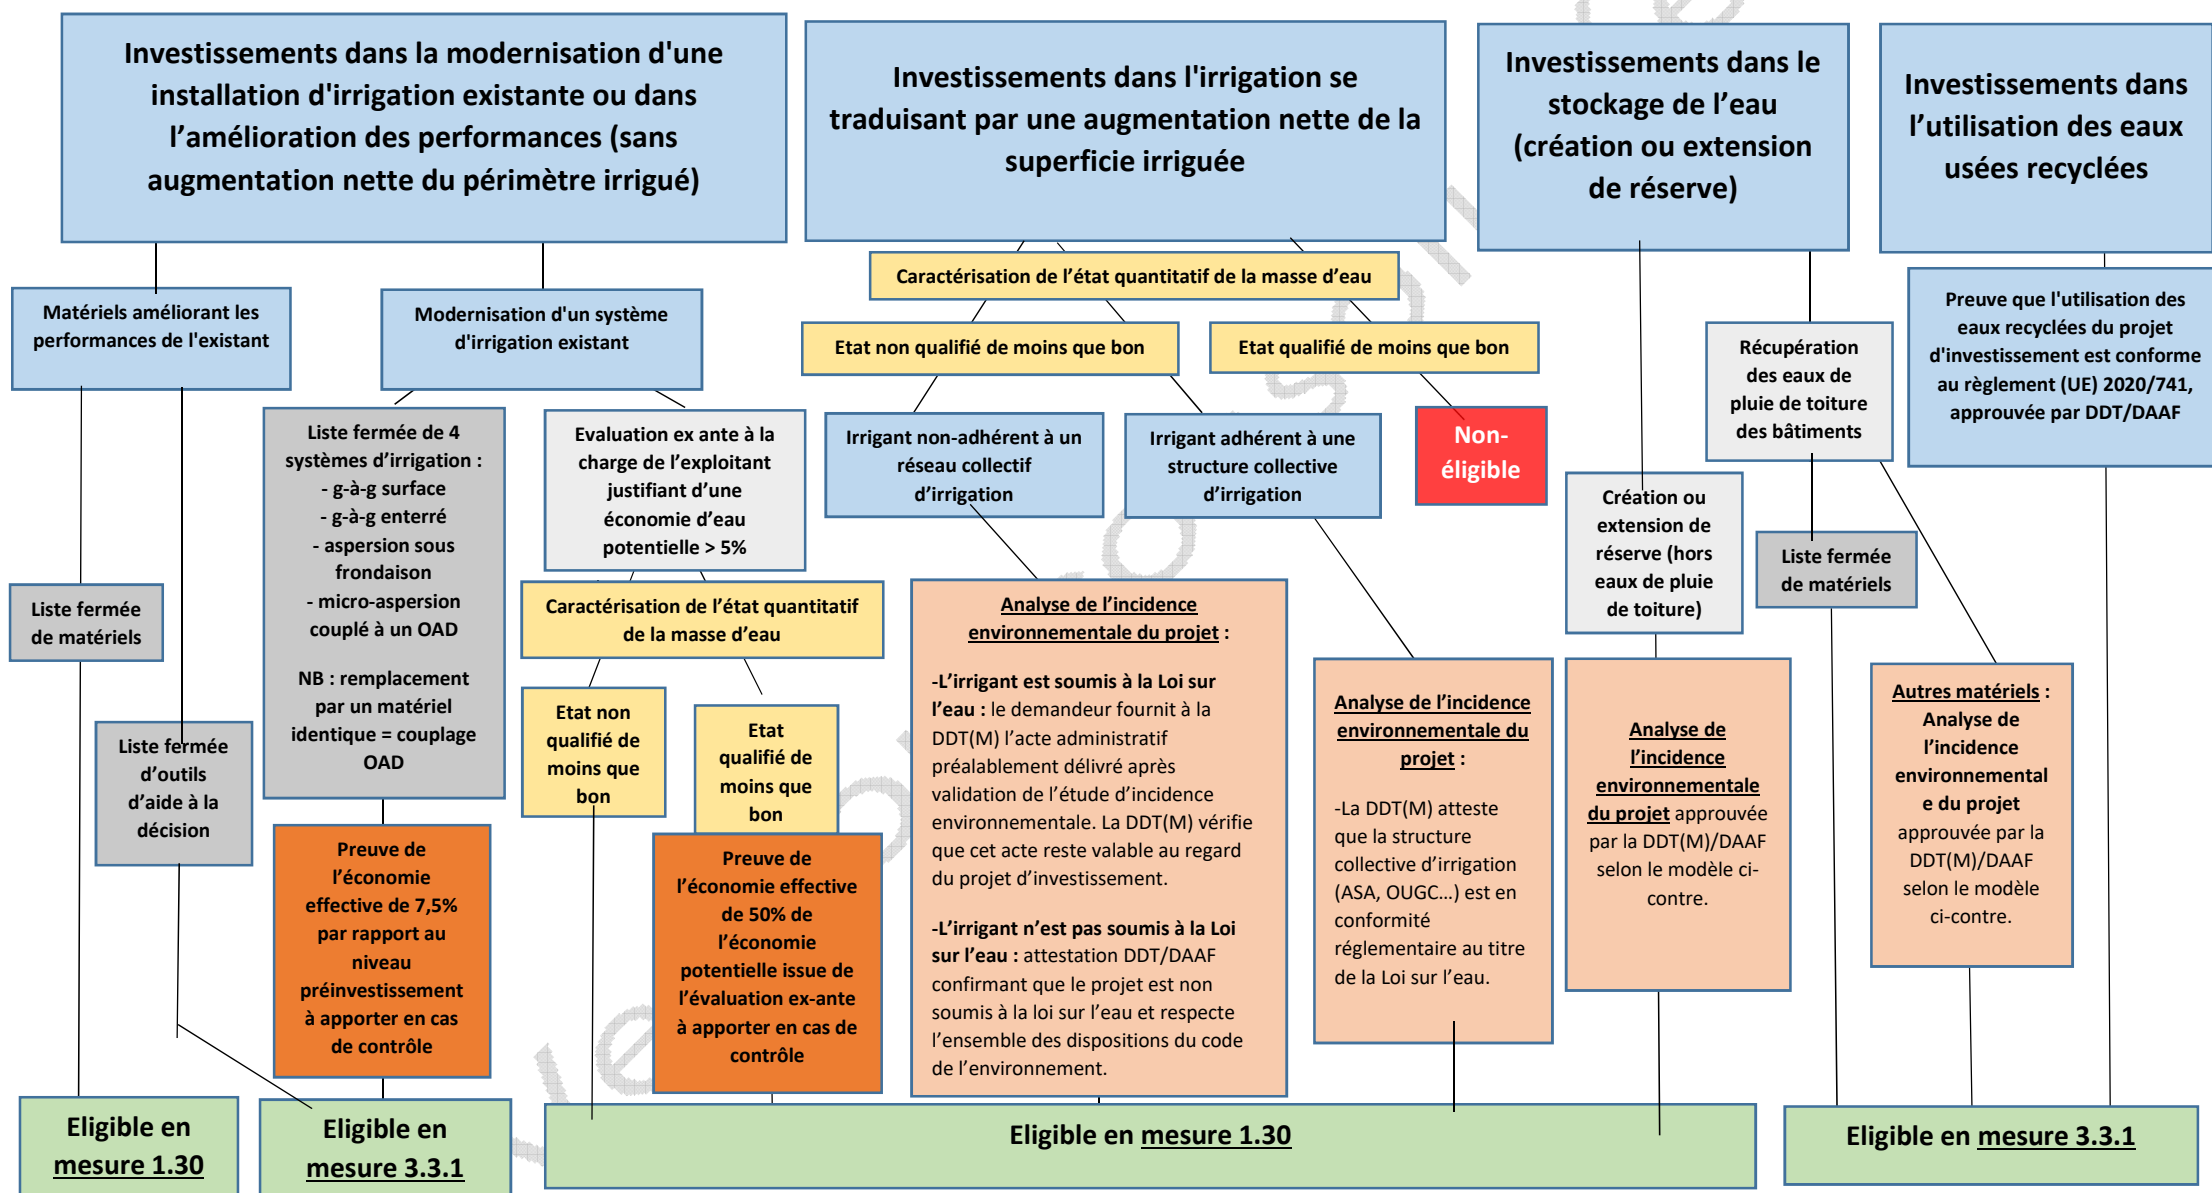 Investissements dans la modernisation d'une
installation d'irrigation existante ou dans
l’amélioration des performances (sans
augmentation nette du périmètre irrigué)
Investissements dans l'irrigation se
traduisant par une augmentation nette de la
superficie irriguée
Investissements dans le
stockage de l’eau
(création ou extension
de réserve)
Investissements dans
l’utilisation des eaux
usées recyclées
Matériels améliorant les
performances de l'existant
Modernisation d'un système
d'irrigation existant
Caractérisation de l’état quantitatif de la masse d’eau
Etat non qualifié de moins que bon
Etat qualifié de moins que bon
Récupération
des eaux de
pluie de toiture
des bâtiments
Preuve que l'utilisation des
eaux recyclées du projet
d'investissement est conforme
au règlement (UE) 2020/741,
approuvée par DDT/DAAF
Liste fermée de 4
systèmes d’irrigation :
- g-à-g surface
- g-à-g enterré
- aspersion sous
frondaison
- micro-aspersion
couplé à un OAD
NB : remplacement
par un matériel
identique = couplage
OAD
Evaluation ex ante à la
charge de l’exploitant
justifiant d’une
économie d’eau
potentielle > 5%
Irrigant non-adhérent à un
réseau collectif
d’irrigation
Irrigant adhérent à une
structure collective
d’irrigation
Non-
éligible
Création ou
extension de
réserve (hors
eaux de pluie
de toiture)
Liste fermée
de matériels
Liste fermée
de matériels
Liste fermée
d’outils
d’aide à la
décision
Caractérisation de l’état quantitatif
de la masse d’eau
Etat non
qualifié de
moins que
bon
Etat
qualifié de
moins que
bon
Preuve de
l’économie
effective de 7,5%
par rapport au
niveau
préinvestissement
à apporter en cas
de contrôle
Preuve de
l’économie effective
de 50% de
l’économie
potentielle issue de
l’évaluation ex-ante
à apporter en cas de
contrôle
Analyse de l’incidence
environnementale du projet :
-L’irrigant est soumis à la Loi sur
l’eau : le demandeur fournit à la
DDT(M) l’acte administratif
préalablement délivré après
validation de l’étude d’incidence
environnementale. La DDT(M) vérifie
que cet acte reste valable au regard
du projet d’investissement.
-L’irrigant n’est pas soumis à la Loi
sur l’eau : attestation DDT/DAAF
confirmant que le projet est non
soumis à la loi sur l’eau et respecte
l’ensemble des dispositions du code
de l’environnement.
Analyse de l’incidence
environnementale du
projet :
-La DDT(M) atteste
que la structure
collective d’irrigation
(ASA, OUGC…) est en
conformité
réglementaire au titre
de la Loi sur l’eau.
Analyse de
l’incidence
environnementale
du projet approuvée
par la DDT(M)/DAAF
selon le modèle ci-
contre.
Autres matériels :
Analyse de
l’incidence
environnemental
e du projet
approuvée par la
DDT(M)/DAAF
selon le modèle
ci-contre.
Eligible en
mesure 1.30
Eligible en
mesure 3.3.1
Eligible en mesure 1.30
Eligible en mesure 3.3.1